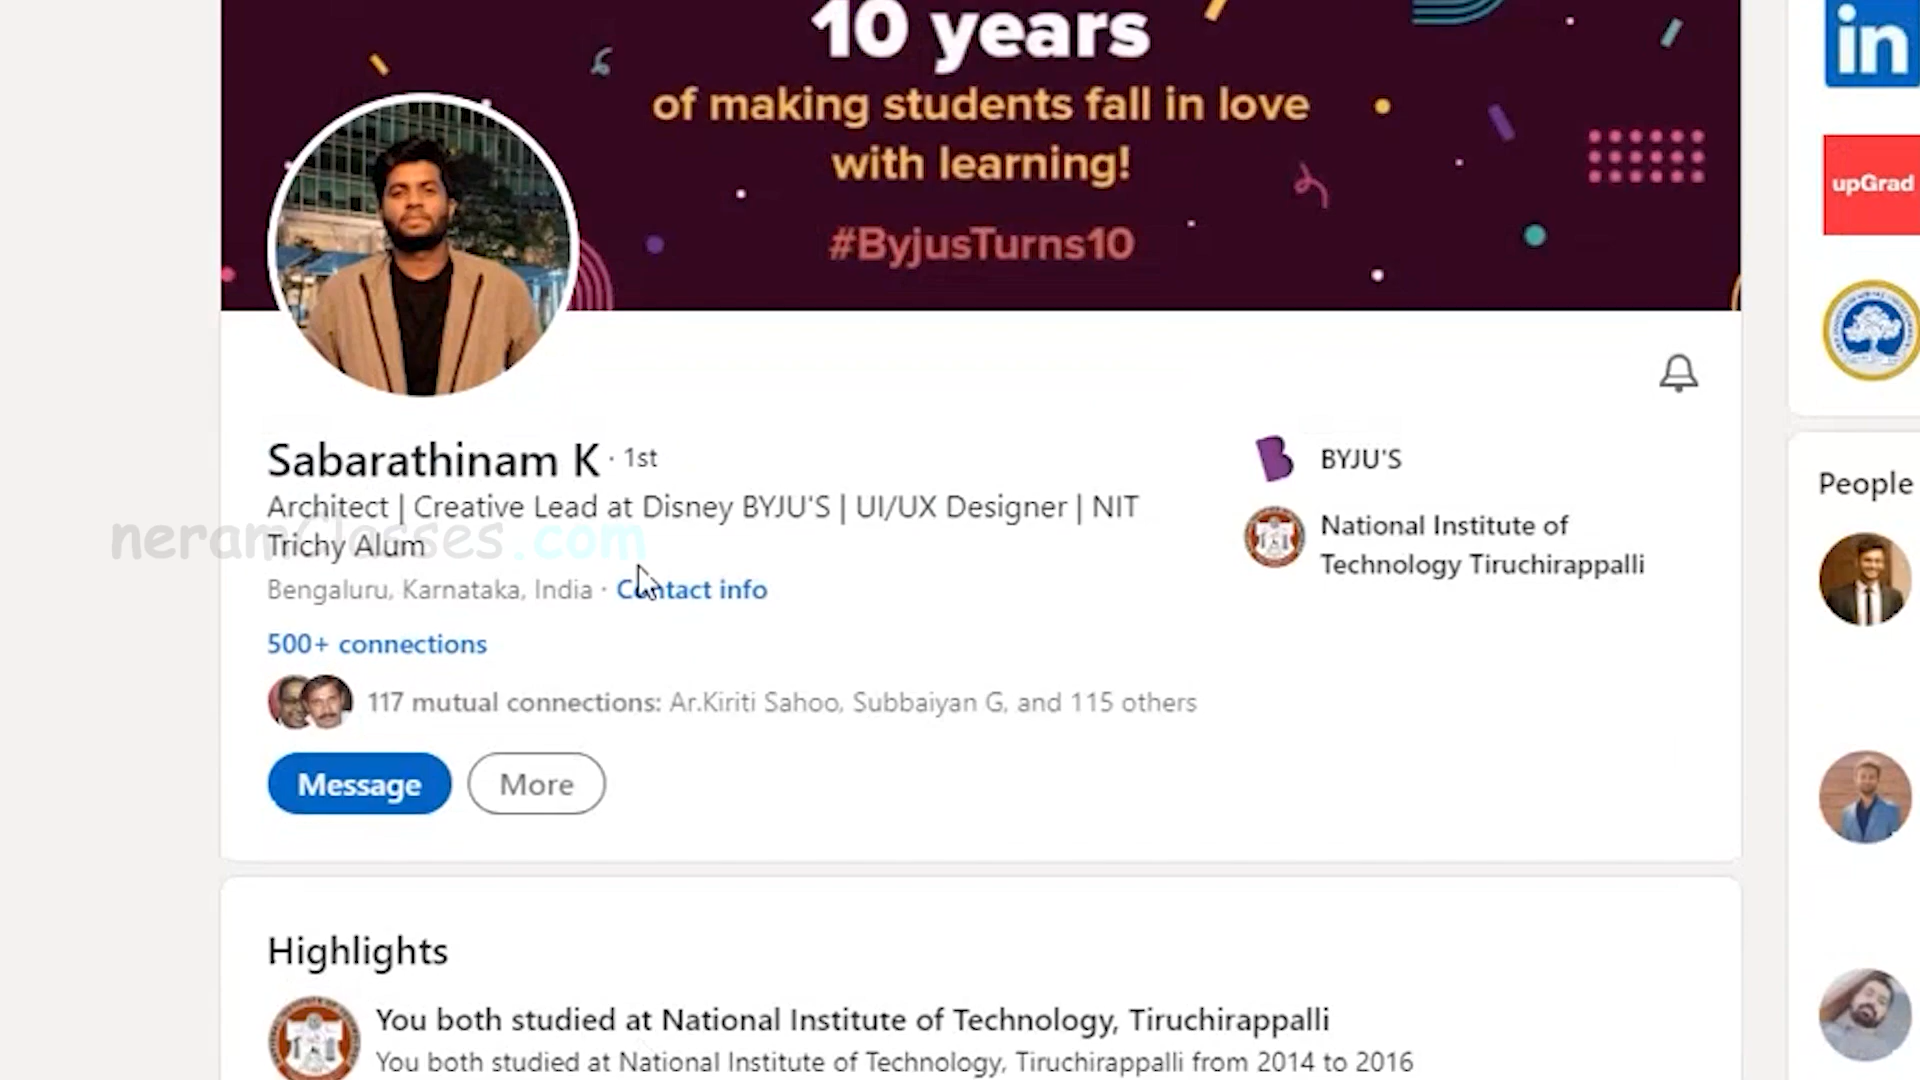 10 years
of making students fall in love
with learning!
#ByjusTurns10
in
upGrad
Sabarathinam K · 1st
Architect | Creative Lead at Disney BYJU'S | UI/UX Designer | NIT
Trichy Alum
neramClasses.com
Bengaluru, Karnataka, India · Contact info
500+ connections
117 mutual connections: Ar.Kiriti Sahoo, Subbaiyan G, and 115 others
Message
More
BYJU'S
National Institute of
Technology Tiruchirappalli
People
Highlights
You both studied at National Institute of Technology, Tiruchirappalli
You both studied at National Institute of Technology, Tiruchirappalli from 2014 to 2016